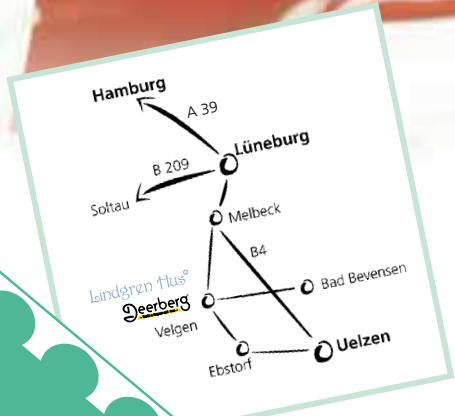 Hamburg
A 39
Lüneburg
B 209
Soltau
Melbeck
B4
Bad Bevensen
Lindgren Hus
Deerberg
Velgen
Uelzen
Ebstorf